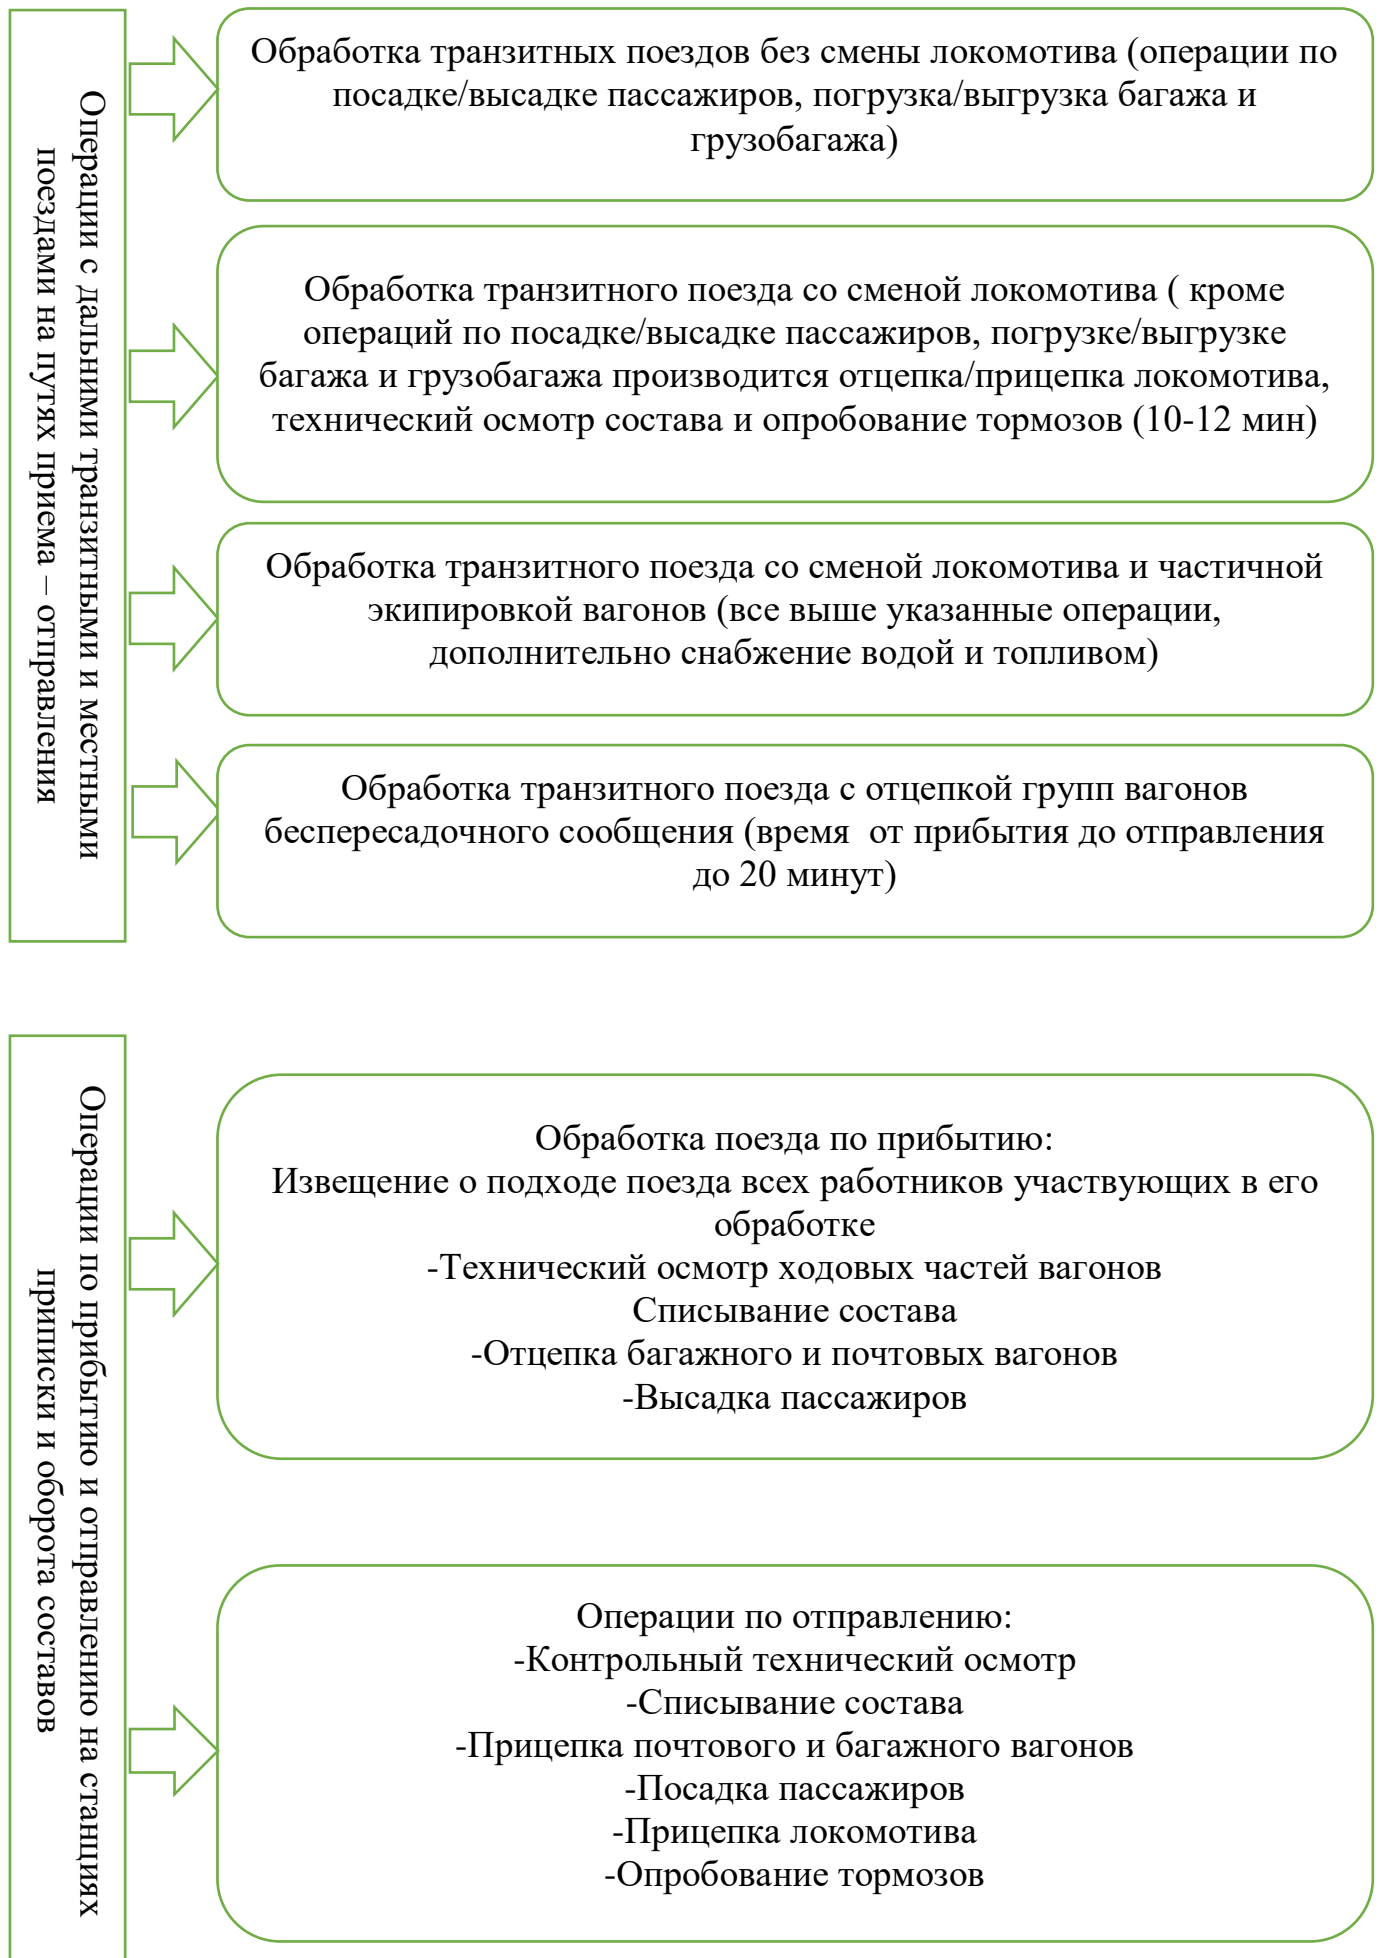 Операции с дальними транзитными и местными
поездами на путях приема – отправления
Обработка транзитных поездов без смены локомотива (операции по
посадке/высадке пассажиров, погрузка/выгрузка багажа и
грузобагажа)
Обработка транзитного поезда со сменой локомотива ( кроме
операций по посадке/высадке пассажиров, погрузке/выгрузке
багажа и грузобагажа производится отцепка/прицепка локомотива,
технический осмотр состава и опробование тормозов (10-12 мин)
Обработка транзитного поезда со сменой локомотива и частичной
экипировкой вагонов (все выше указанные операции,
дополнительно снабжение водой и топливом)
Обработка транзитного поезда с отцепкой групп вагонов
беспересадочного сообщения (время  от прибытия до отправления
до 20 минут)
Операции по прибытию и отправлению на станциях
приписки и оборота составов
Обработка поезда по прибытию:
Извещение о подходе поезда всех работников участвующих в его
обработке
-Технический осмотр ходовых частей вагонов
Списывание состава
-Отцепка багажного и почтовых вагонов
-Высадка пассажиров
Операции по отправлению:
-Контрольный технический осмотр
-Списывание состава
-Прицепка почтового и багажного вагонов
-Посадка пассажиров
-Прицепка локомотива
-Опробование тормозов